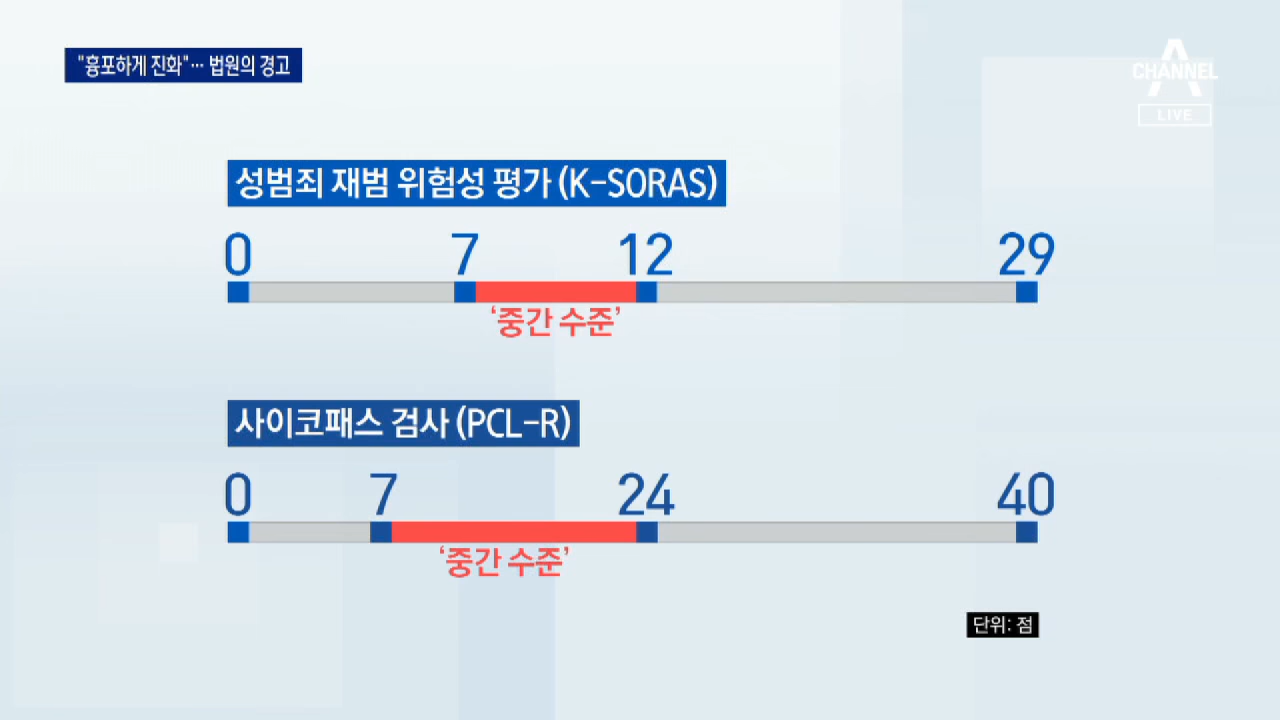 "흉포하게 진화"… 법원의 경고
CHANNEL A
LIVE
성범죄 재범 위험성 평가 (K-SORAS)
0 7 12 29
‘중간 수준’
사이코패스 검사 (PCL-R)
0 7 24 40
‘중간 수준’
단위: 점